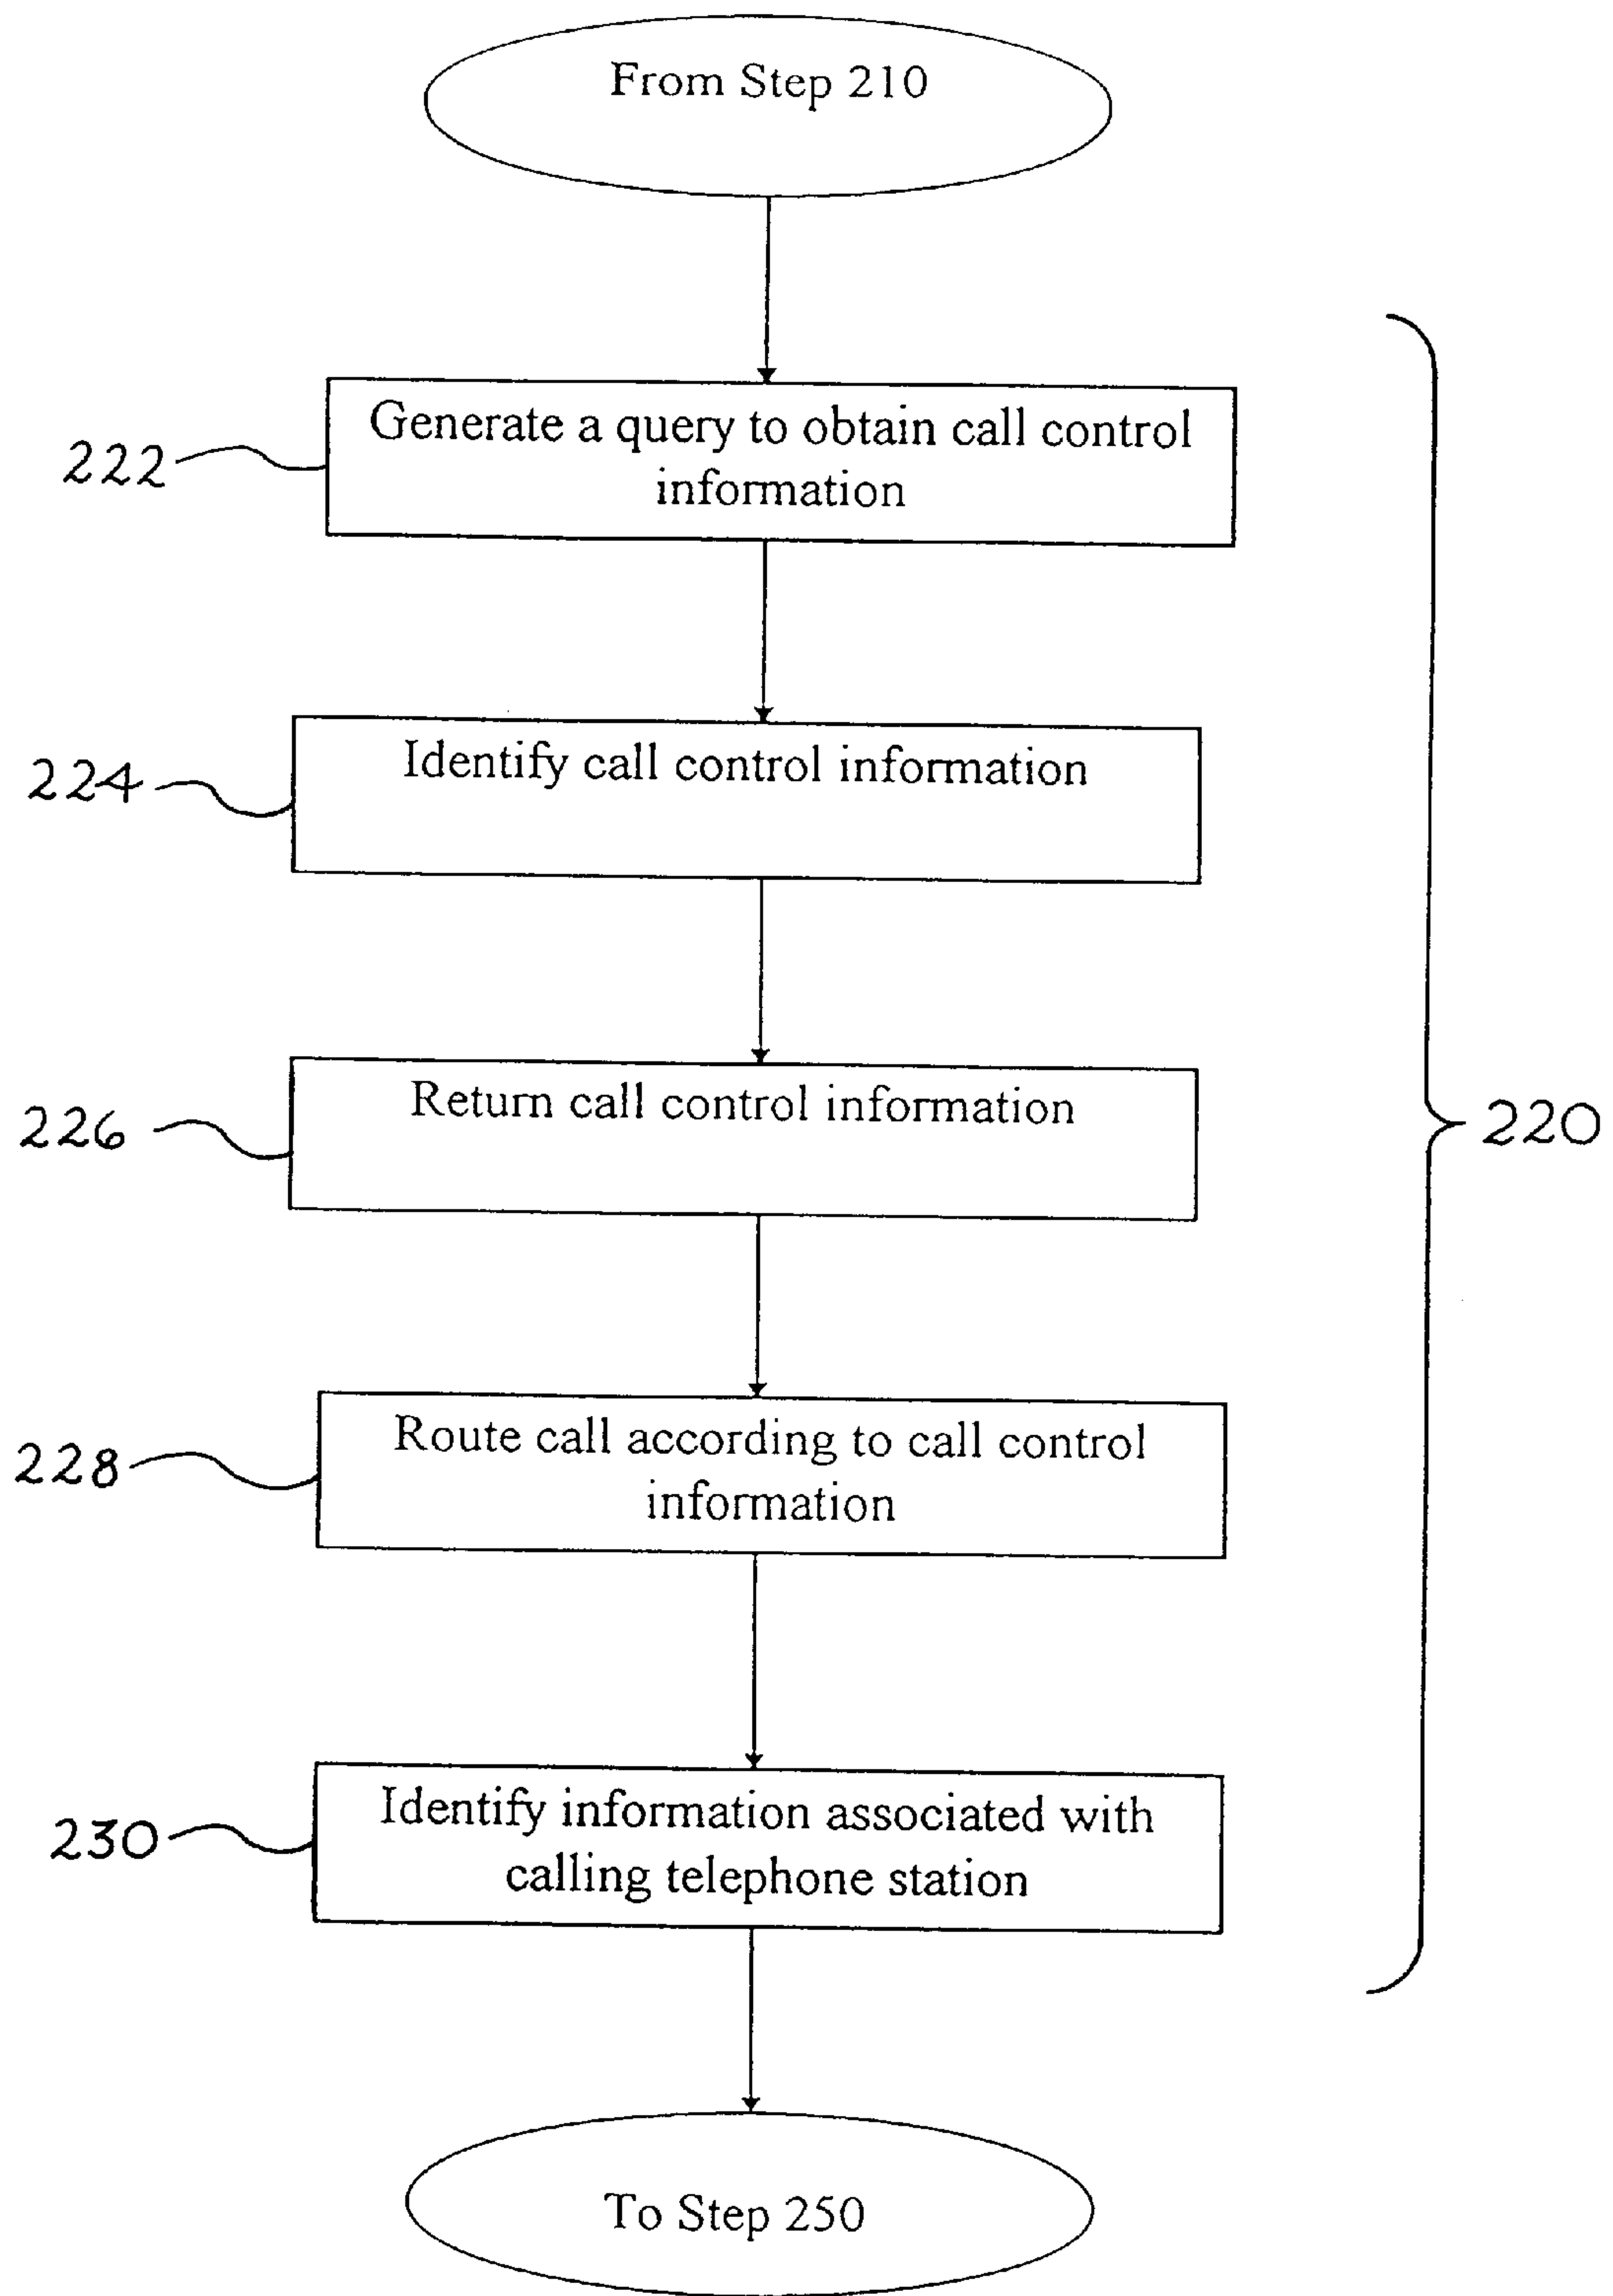 From Step 210
Generate a query to obtain call control
information
222
Identify call control information
224
Return call control information
226
220
Route call according to call control
information
228
Identify information associated with
calling telephone station
230
To Step 250